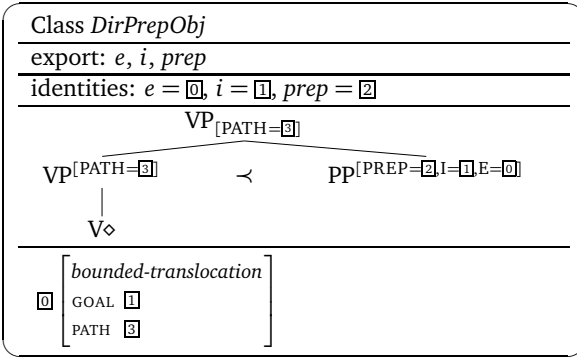 Class DirPrepObj
export: e, i, prep
identities: e = 0, i = 1, prep = 2
VP[PATH=3]
VP[PATH=3] ≺ PP[PREP=2,I=1,E=0]
V⋄
bounded-translocation
0 GOAL 1
PATH 3